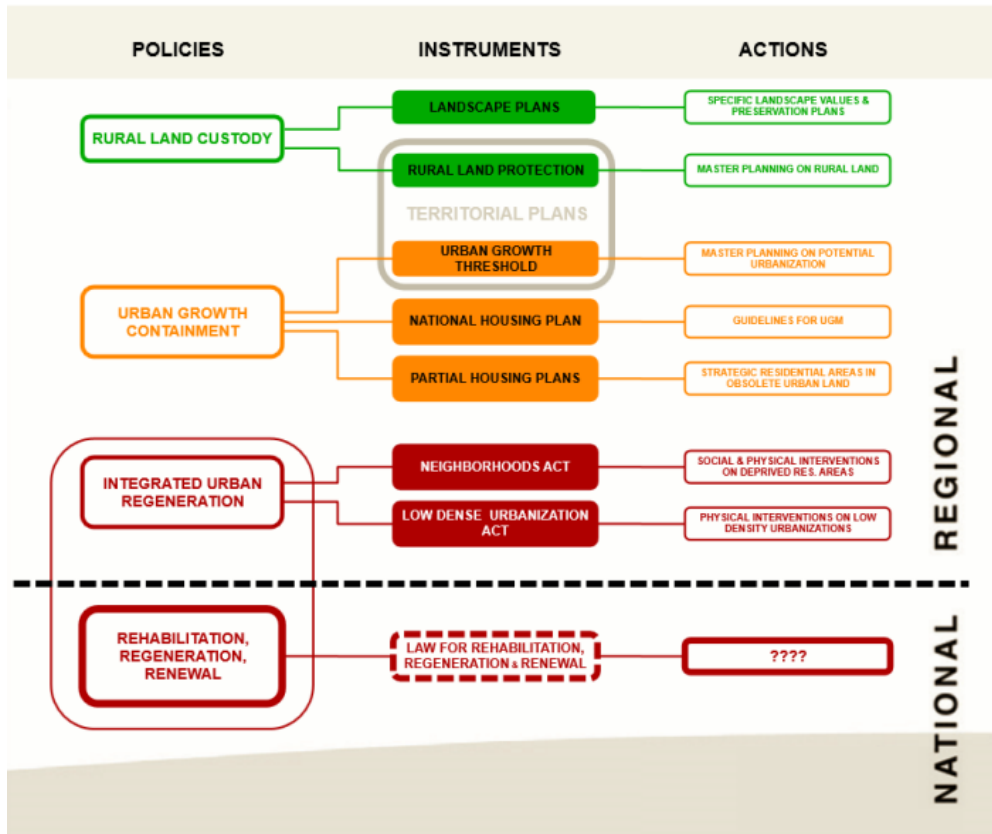 POLICIES
INSTRUMENTS
ACTIONS
LANDSCAPE PLANS
SPECIFIC LANDSCAPE VALUES &
PRESERVATION PLANS
RURAL LAND CUSTODY
RURAL LAND PROTECTION
MASTER PLANNING ON RURAL LAND
TERRITORIAL PLANS
URBAN GROWTH
THRESHOLD
MASTER PLANNING ON POTENTIAL
URBANIZATION
URBAN GROWTH
CONTAINMENT
NATIONAL HOUSING PLAN
GUIDELINES FOR UGM
PARTIAL HOUSING PLANS
STRATEGIC RESIDENTIAL AREAS IN
OBSOLETE URBAN LAND
INTEGRATED URBAN
REGENERATION
NEIGHBORHOODS ACT
SOCIAL & PHYSICAL INTERVENTIONS
ON DEPRIVED RES. AREAS
LOW DENSE URBANIZATION
ACT
PHYSICAL INTERVENTIONS ON LOW
DENSITY URBANIZATIONS
REGIONAL
REHABILITATION,
REGENERATION,
RENEWAL
LAW FOR REHABILITATION,
REGENERATION & RENEWAL
????
NATIONAL